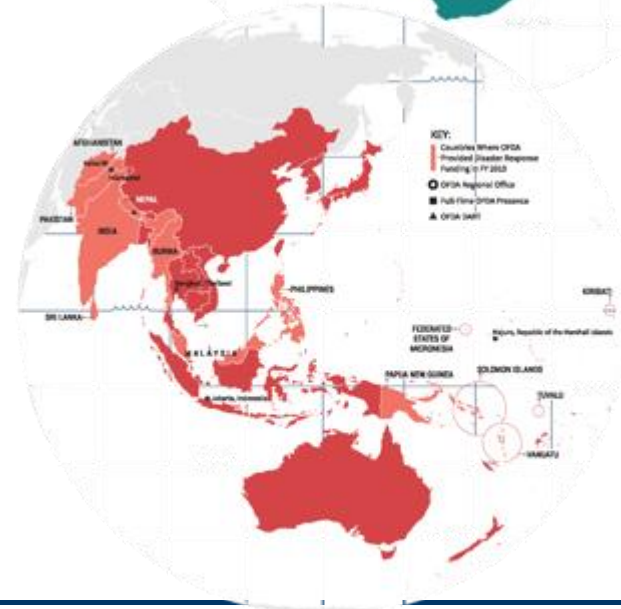 KEY:
Countries Where OFDA
Provided Disaster Response
Funding in FY 2015
OFDA Regional Office
Full-Time OFDA Presence
OFDA DART
AFGHANISTAN
NEPAL
PAKISTAN
INDIA
BURMA
Bangkok, Thailand
PHILIPPINES
SRI LANKA
MALAYSIA
KIRIBATI
FEDERATED
STATES OF
MICRONESIA
Majuro, Republic of the Marshall Islands
PAPUA NEW GUINEA
SOLOMON ISLANDS
TUVALU
Jakarta, Indonesia
VANUATU